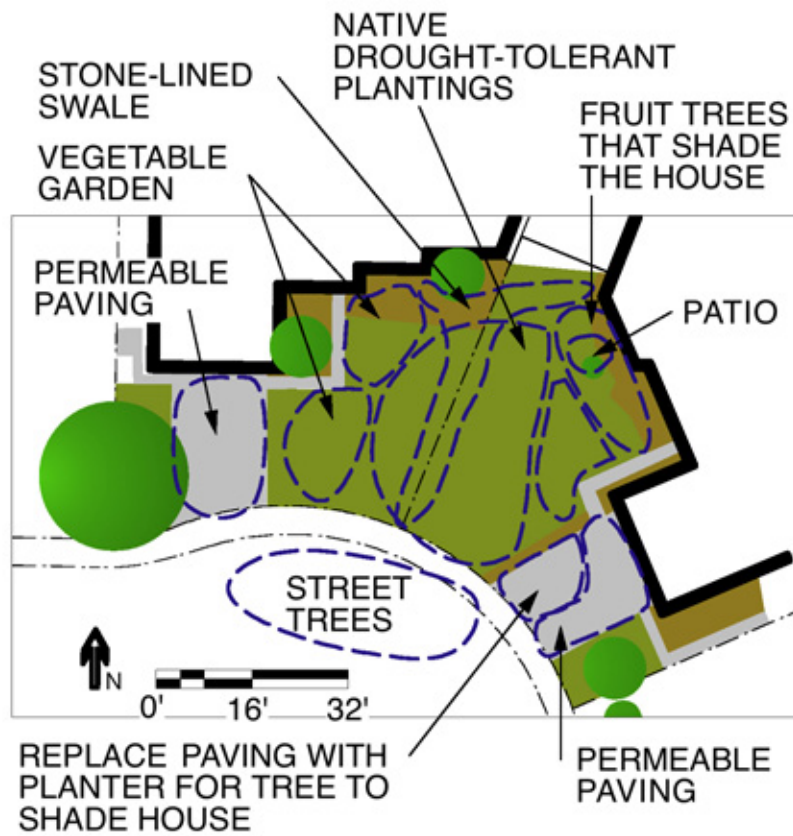 NATIVE
DROUGHT-TOLERANT
PLANTINGS
STONE-LINED
SWALE
FRUIT TREES
THAT SHADE
THE HOUSE
VEGETABLE
GARDEN
PERMEABLE
PAVING
PATIO
STREET
TREES
N
0' 16' 32'
REPLACE PAVING WITH
PLANTER FOR TREE TO
SHADE HOUSE
PERMEABLE
PAVING